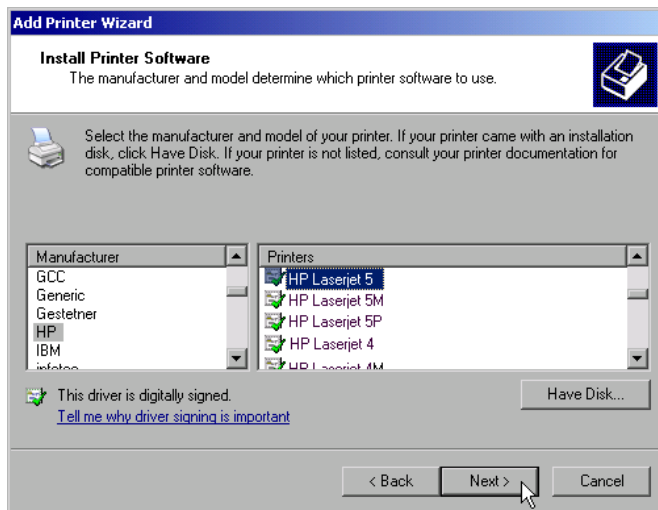 Add Printer Wizard
Install Printer Software
The manufacturer and model determine which printer software to use.
Select the manufacturer and model of your printer. If your printer came with an installation
disk, click Have Disk. If your printer is not listed, consult your printer documentation for
compatible printer software.
Manufacturer
GCC
Generic
Gestetner
HP
IBM
infotec
Printers
HP Laserjet 5
HP Laserjet 5M
HP Laserjet 5P
HP Laserjet 4
HP Laserjet 4M
This driver is digitally signed.
Tell me why driver signing is important
Have Disk...
< Back
Next >
Cancel